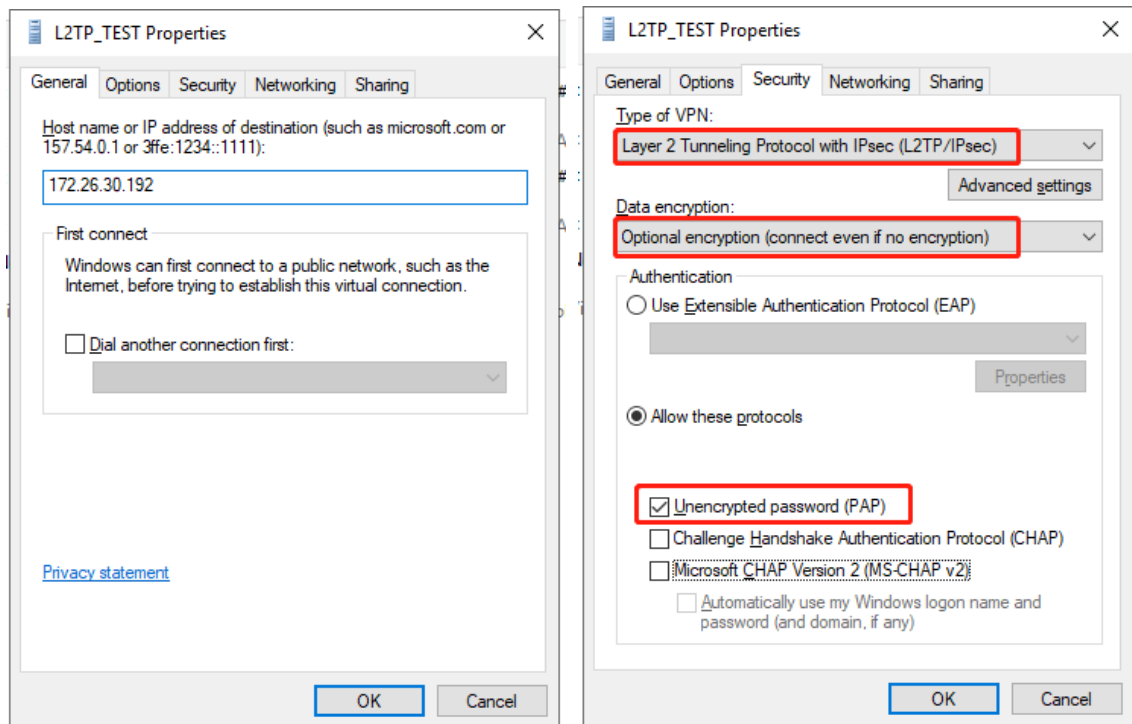 L2TP_TEST Properties
General
Options
Security
Networking
Sharing
Host name or IP address of destination (such as microsoft.com or
157.54.0.1 or 3ffe:1234::1111):
172.26.30.192
First connect
Windows can first connect to a public network, such as the
Internet, before trying to establish this virtual connection.
Dial another connection first:
Privacy statement
OK
Cancel
L2TP_TEST Properties
General
Options
Security
Networking
Sharing
Type of VPN:
Layer 2 Tunneling Protocol with IPsec (L2TP/IPsec)
Advanced settings
Data encryption:
Optional encryption (connect even if no encryption)
Authentication
Use Extensible Authentication Protocol (EAP)
Properties
Allow these protocols
Unencrypted password (PAP)
Challenge Handshake Authentication Protocol (CHAP)
Microsoft CHAP Version 2 (MS-CHAP v2)
Automatically use my Windows logon name and
password (and domain, if any)
OK
Cancel